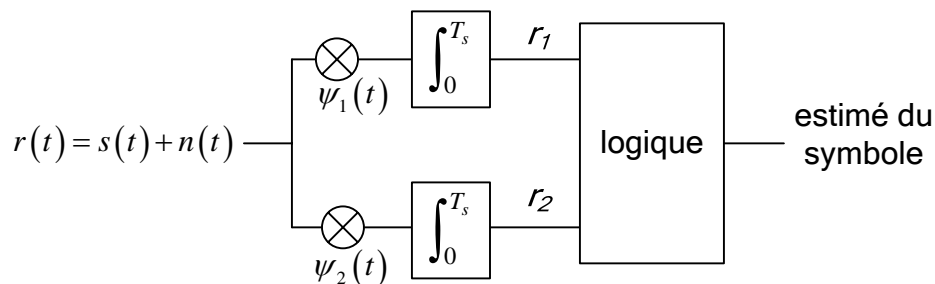 r(t) = s(t) + n(t)
ψ₁(t)
∫₀^{Tₛ}
r₁
ψ₂(t)
∫₀^{Tₛ}
r₂
logique
estimé du
symbole